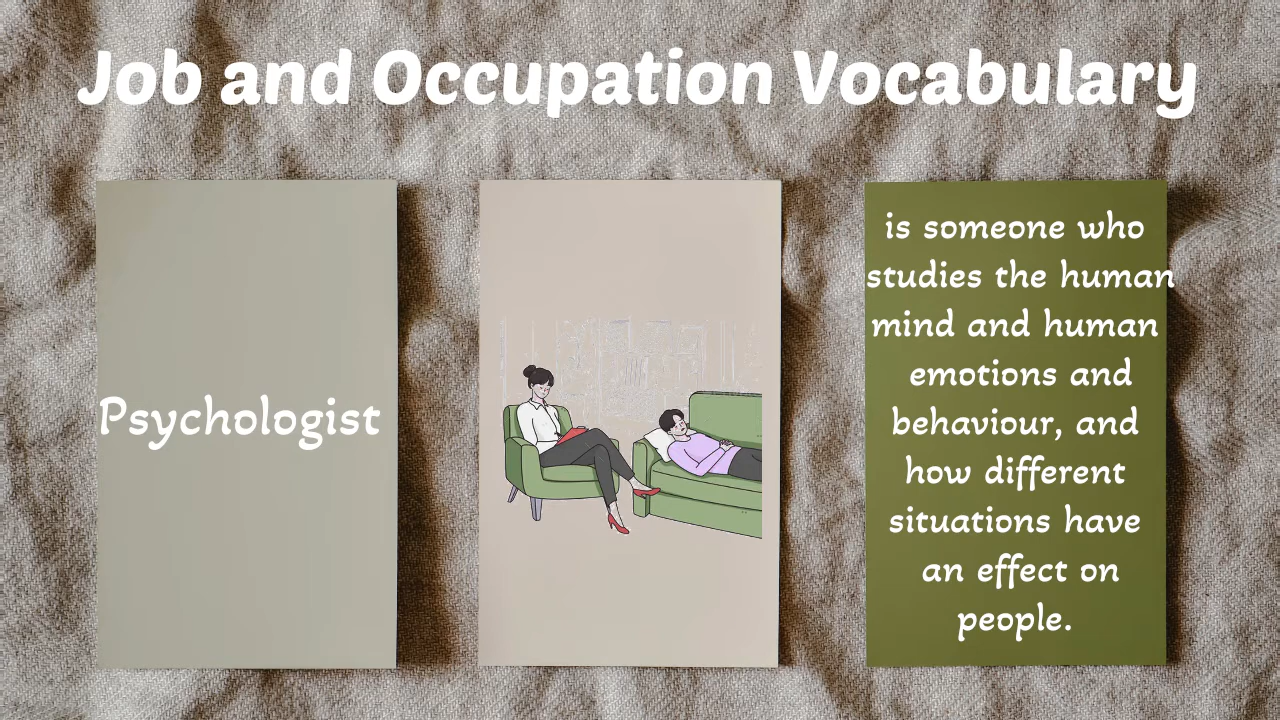 Job and Occupation Vocabulary
Psychologist
is someone who
studies the human
mind and human
emotions and
behaviour, and
how different
situations have
an effect on
people.